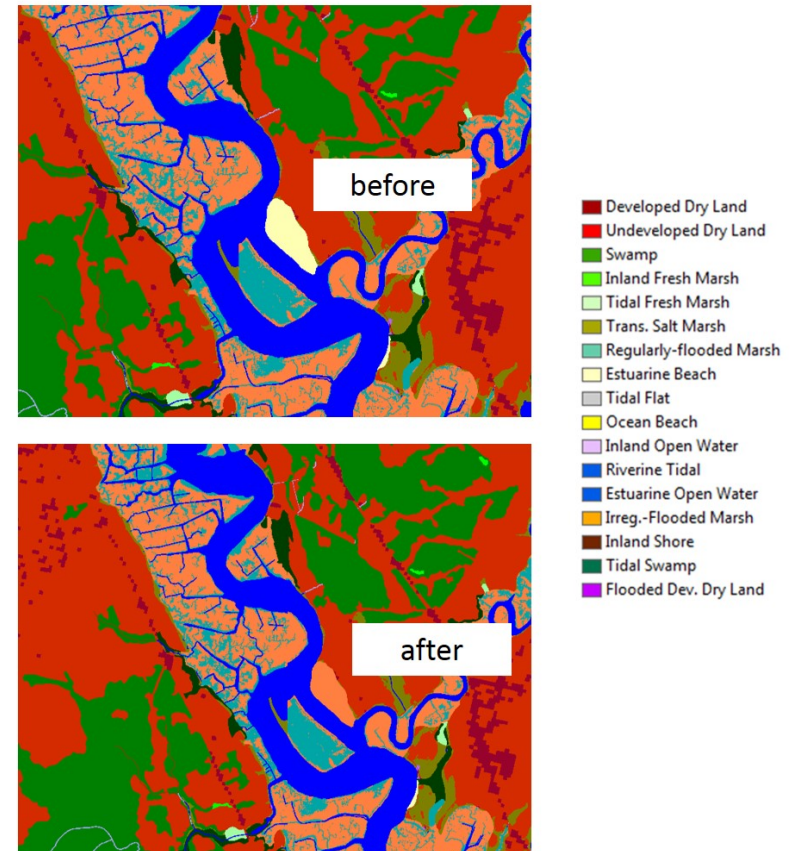 before
Developed Dry Land
Undeveloped Dry Land
Swamp
Inland Fresh Marsh
Tidal Fresh Marsh
Trans. Salt Marsh
Regularly-flooded Marsh
Estuarine Beach
Tidal Flat
Ocean Beach
Inland Open Water
Riverine Tidal
Estuarine Open Water
Irreg.-Flooded Marsh
Inland Shore
Tidal Swamp
Flooded Dev. Dry Land
after